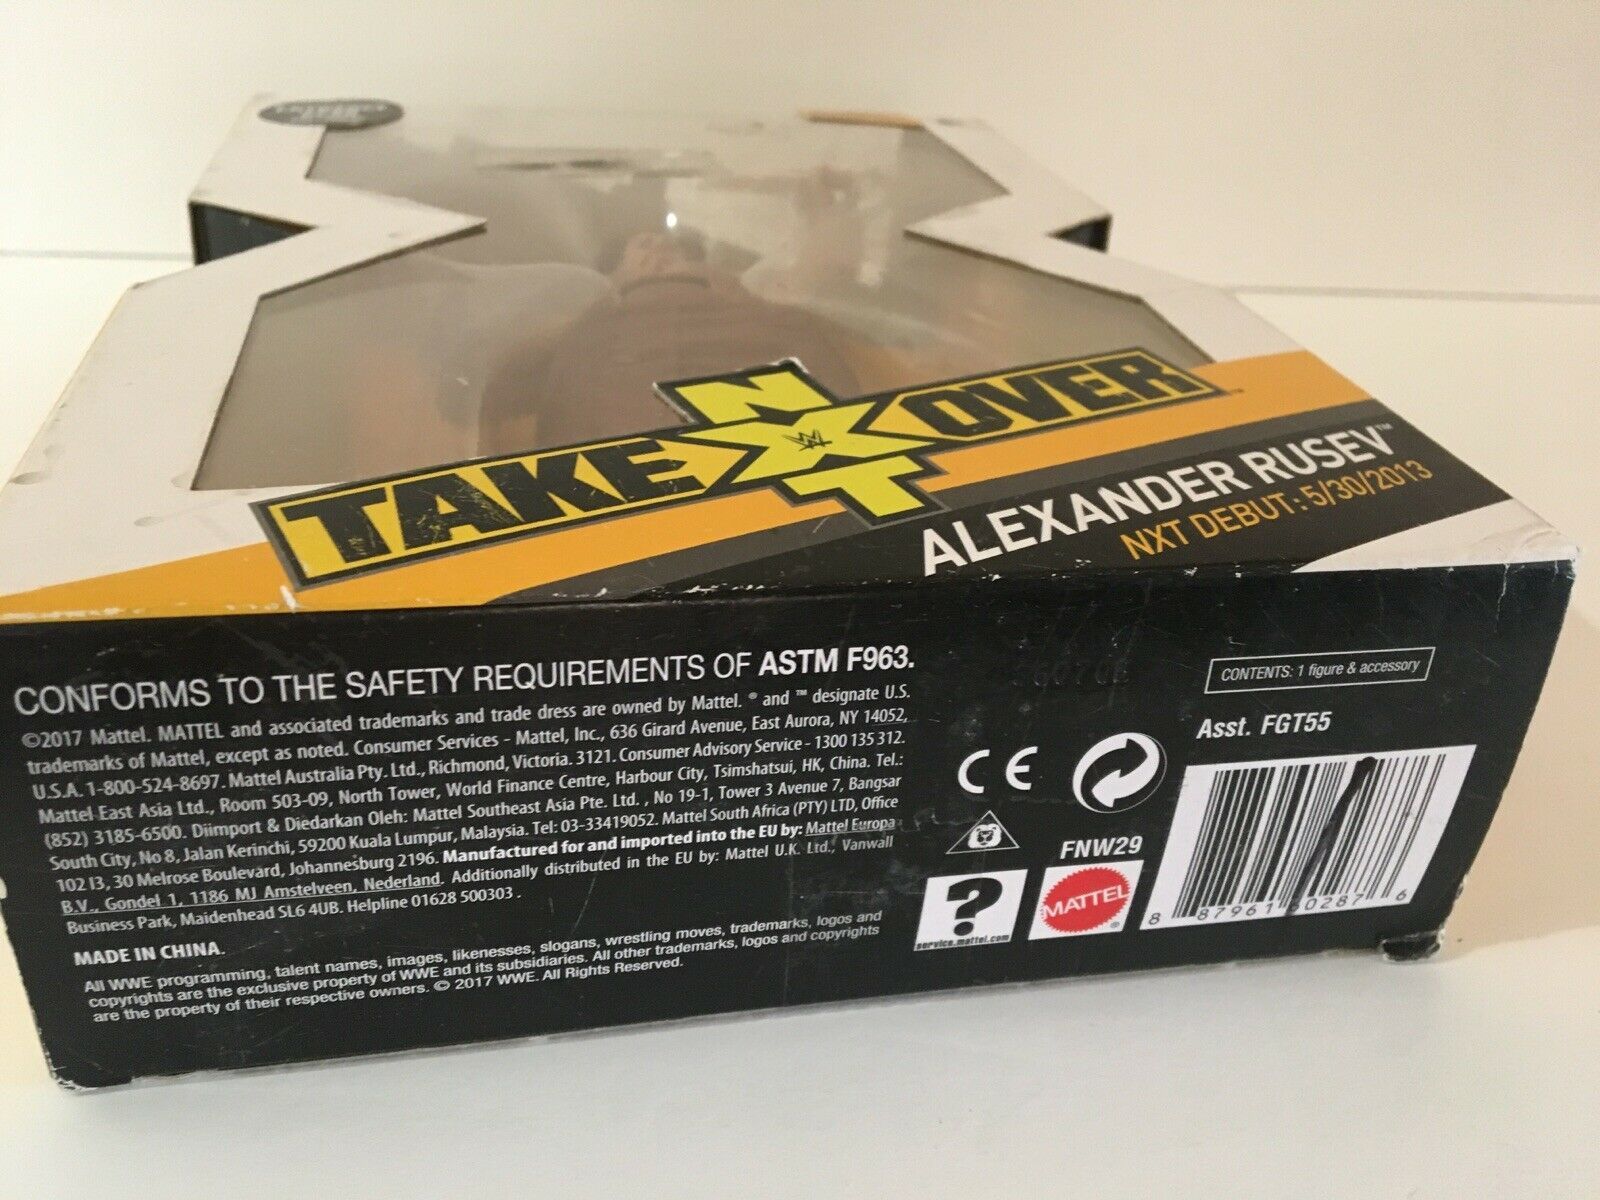 TAKE NXT OVER™
W
ALEXANDER RUSEV™
NXT DEBUT: 5/30/2013
CONFORMS TO THE SAFETY REQUIREMENTS OF ASTM F963.
©2017 Mattel. MATTEL and associated trademarks and trade dress are owned by Mattel. ® and ™ designate U.S.
trademarks of Mattel, except as noted. Consumer Services - Mattel, Inc., 636 Girard Avenue, East Aurora, NY 14052,
U.S.A. 1-800-524-8697. Mattel Australia Pty. Ltd., Richmond, Victoria. 3121. Consumer Advisory Service - 1300 135 312.
Mattel East Asia Ltd., Room 503-09, North Tower, World Finance Centre, Harbour City, Tsimshatsui, HK, China. Tel.:
(852) 3185-6500. Diimport & Diedarkan Oleh: Mattel Southeast Asia Pte. Ltd. , No 19-1, Tower 3 Avenue 7, Bangsar
South City, No 8, Jalan Kerinchi, 59200 Kuala Lumpur, Malaysia. Tel: 03-33419052. Mattel South Africa (PTY) LTD, Office
102 I3, 30 Melrose Boulevard, Johannesburg 2196. Manufactured for and imported into the EU by: Mattel Europa
B.V., Gondel 1, 1186 MJ Amstelveen, Nederland. Additionally distributed in the EU by: Mattel U.K. Ltd., Vanwall
Business Park, Maidenhead SL6 4UB. Helpline 01628 500303 .
MADE IN CHINA.
All WWE programming, talent names, images, likenesses, slogans, wrestling moves, trademarks, logos and
copyrights are the exclusive property of WWE and its subsidiaries. All other trademarks, logos and copyrights
are the property of their respective owners. © 2017 WWE. All Rights Reserved.
CONTENTS: 1 figure & accessory
Asst. FGT55
CE
FNW29
?
service.mattel.com
MATTEL®
8 87961 0287 6